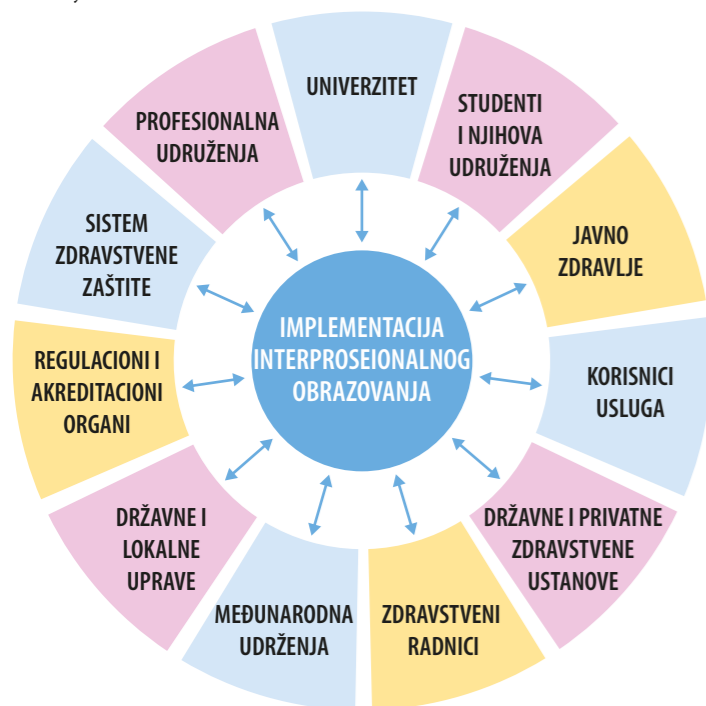 UNIVERZITET
STUDENTI
I NJIHOVA
UDRUŽENJA
JAVNO
ZDRAVLJE
KORISNICI
USLUGA
DRŽAVNE I PRIVATNE
ZDRAVSTVENE
USTANOVE
ZDRAVSTVENI
RADNICI
MEĐUNARODNA
UDRŽENJA
DRŽAVNE I
LOKALNE
UPRAVE
REGULACIONI I
AKREDITACIONI
ORGANI
SISTEM
ZDRAVSTVENE
ZAŠTITE
PROFESIONALNA
UDRUŽENJA
IMPLEMENTACIJA
INTERPROSEIONALNOG
OBRAZOVANJA